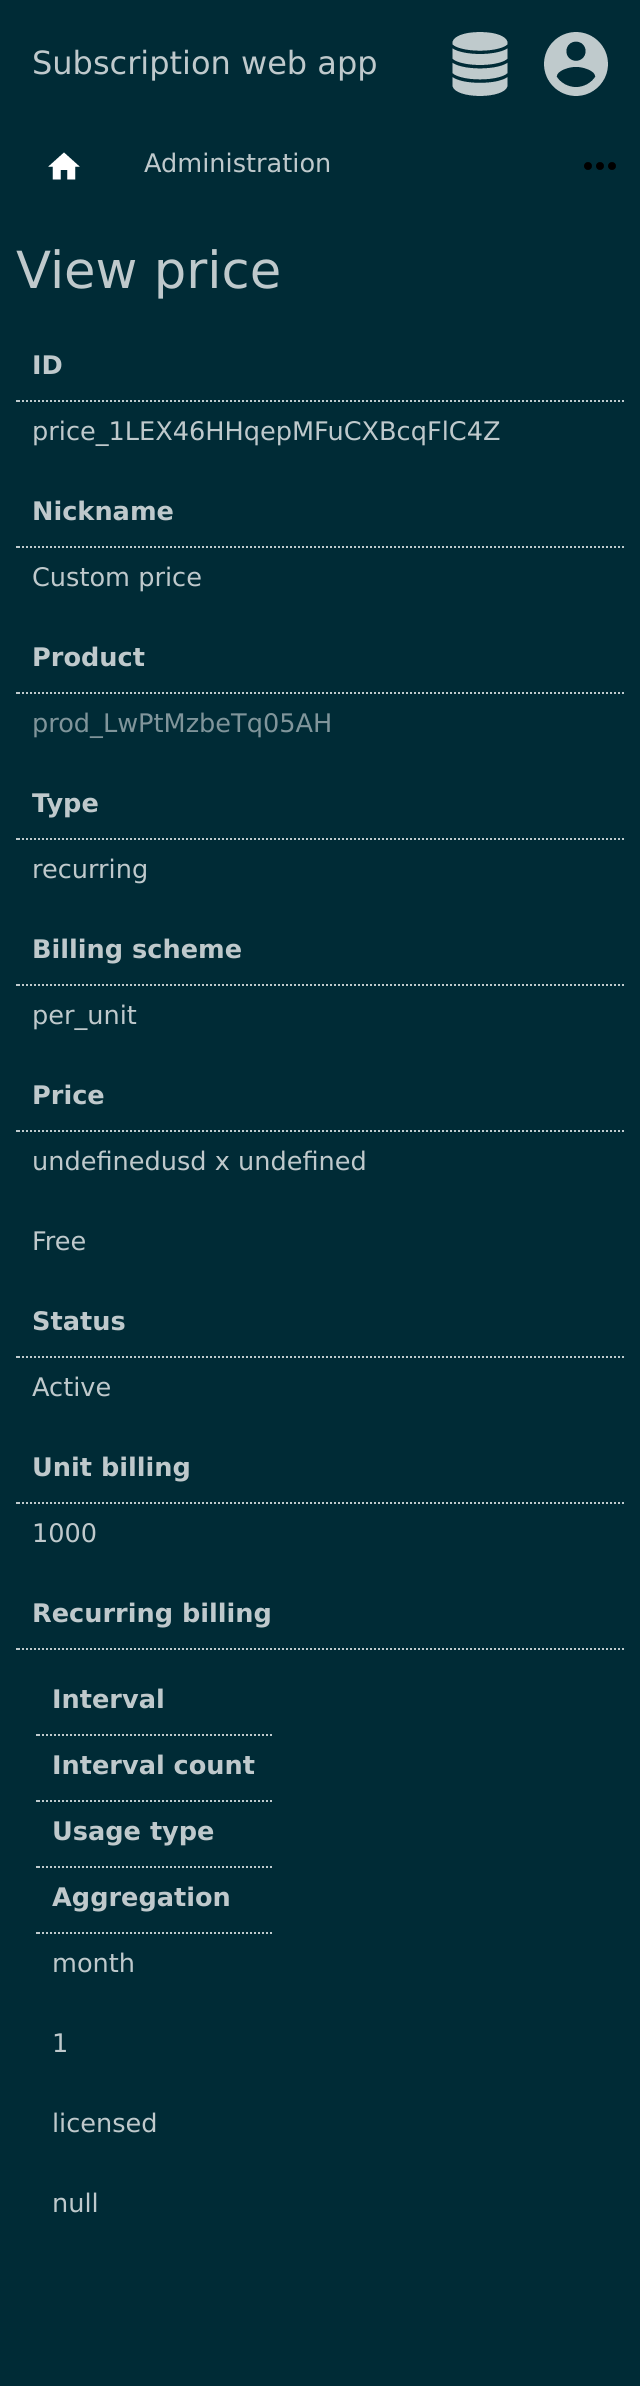 Subscription web app
Administration
View price
ID
price_1LEX46HHqepMFuCXBcqFlC4Z
Nickname
Custom price
Product
prod_LwPtMzbeTq05AH
Type
recurring
Billing scheme
per_unit
Price
undefinedusd x undefined
Free
Status
Active
Unit billing
1000
Recurring billing
Interval
Interval count
Usage type
Aggregation
month
1
licensed
null